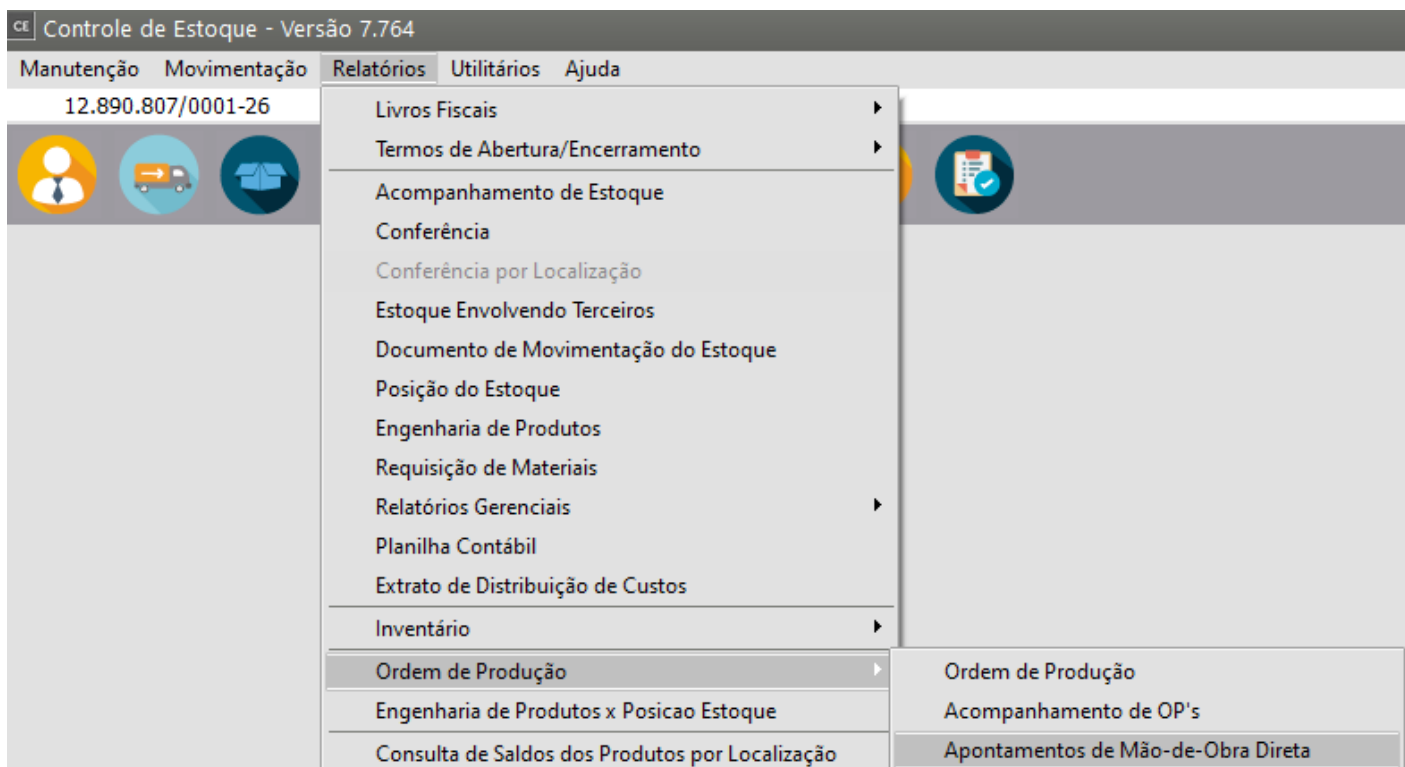 CE Controle de Estoque - Versão 7.764
Manutenção Movimentação Relatórios Utilitários Ajuda
12.890.807/0001-26
Livros Fiscais
Termos de Abertura/Encerramento
Acompanhamento de Estoque
Conferência
Conferência por Localização
Estoque Envolvendo Terceiros
Documento de Movimentação do Estoque
Posição do Estoque
Engenharia de Produtos
Requisição de Materiais
Relatórios Gerenciais
Planilha Contábil
Extrato de Distribuição de Custos
Inventário
Ordem de Produção
Engenharia de Produtos x Posicao Estoque
Consulta de Saldos dos Produtos por Localização
Ordem de Produção
Acompanhamento de OP's
Apontamentos de Mão-de-Obra Direta